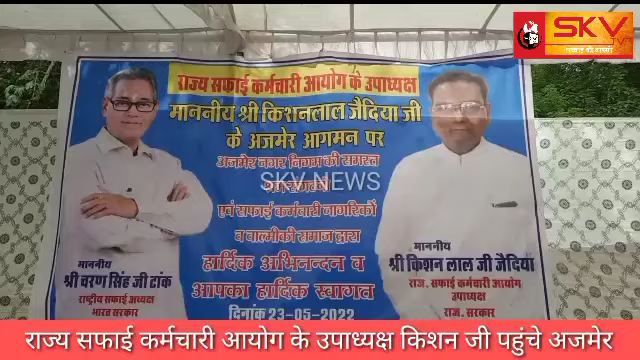 SKV
राज्य सफाई कर्मचारी आयोग के उपाध्यक्ष
माननीय श्री किशनलाल जैदिया जी
के अजमेर आगमन पर
अजमेर नगर निगम की समस्त
SKV NEWS
एवं सफाई कर्मचारी नागरिकों
व वाल्मीकी समाज द्वारा
हार्दिक अभिनन्दन व
आपका हार्दिक स्वागत
दिनांक 23-05-2022
माननीय
श्री चरण सिंह जी टांक
राष्ट्रीय सफाई अध्यक्ष
भारत सरकार
माननीय
श्री किशन लाल जी जैदिया
राज. सफाई कर्मचारी आयोग
उपाध्यक्ष
राज. सरकार
राज्य सफाई कर्मचारी आयोग के उपाध्यक्ष किशन जी पहुंचे अजमेर